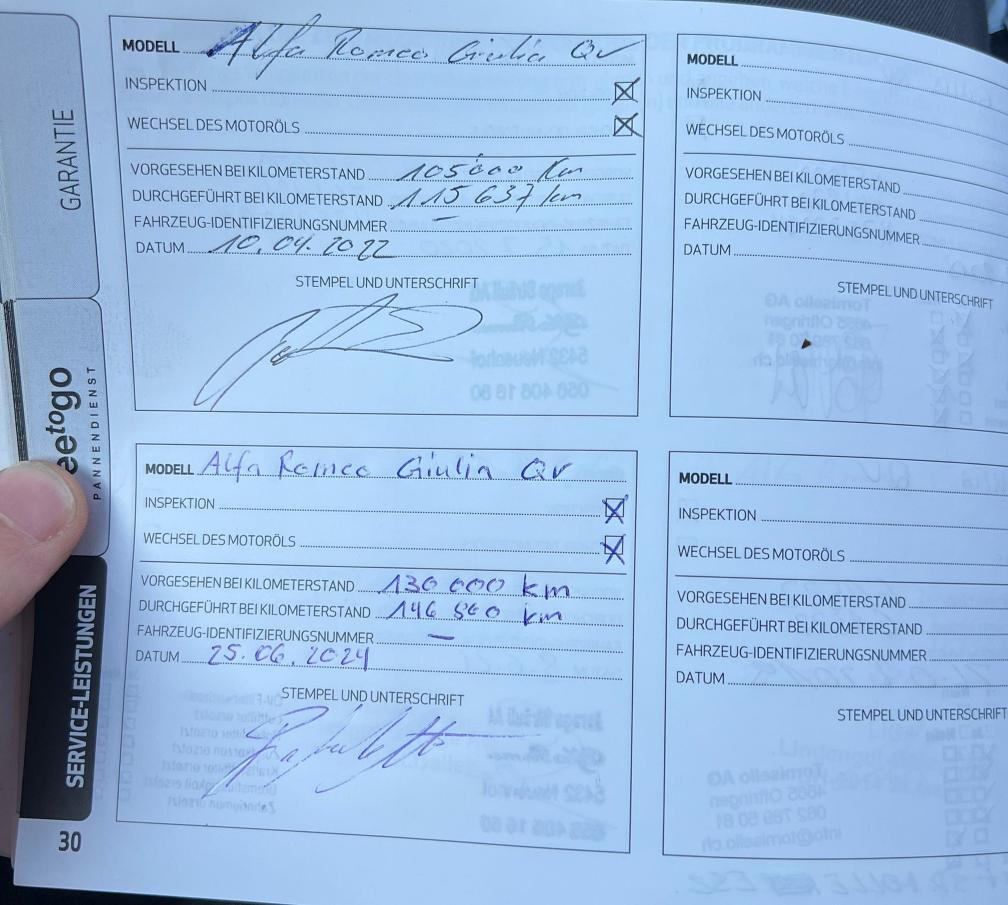 GARANTIE
eetogo
PANNENDIENST
SERVICE-LEISTUNGEN
30
MODELL Alfa Romeo Giulia QV
INSPEKTION ☒
WECHSEL DES MOTORÖLS ☒
VORGESEHEN BEI KILOMETERSTAND 105'000 Km
DURCHGEFÜHRT BEI KILOMETERSTAND 115 637 km
FAHRZEUG-IDENTIFIZIERUNGSNUMMER –
DATUM 10.04.2022
STEMPEL UND UNTERSCHRIFT
MODELL Alfa Romeo Giulia QV
INSPEKTION ☒
WECHSEL DES MOTORÖLS ☒
VORGESEHEN BEI KILOMETERSTAND 130 000 km
DURCHGEFÜHRT BEI KILOMETERSTAND 146 860 km
FAHRZEUG-IDENTIFIZIERUNGSNUMMER –
DATUM 25.06.2024
STEMPEL UND UNTERSCHRIFT
MODELL
INSPEKTION
WECHSEL DES MOTORÖLS
VORGESEHEN BEI KILOMETERSTAND
DURCHGEFÜHRT BEI KILOMETERSTAND
FAHRZEUG-IDENTIFIZIERUNGSNUMMER
DATUM
STEMPEL UND UNTERSCHRIFT
MODELL
INSPEKTION
WECHSEL DES MOTORÖLS
VORGESEHEN BEI KILOMETERSTAND
DURCHGEFÜHRT BEI KILOMETERSTAND
FAHRZEUG-IDENTIFIZIERUNGSNUMMER
DATUM
STEMPEL UND UNTERSCHRIFT